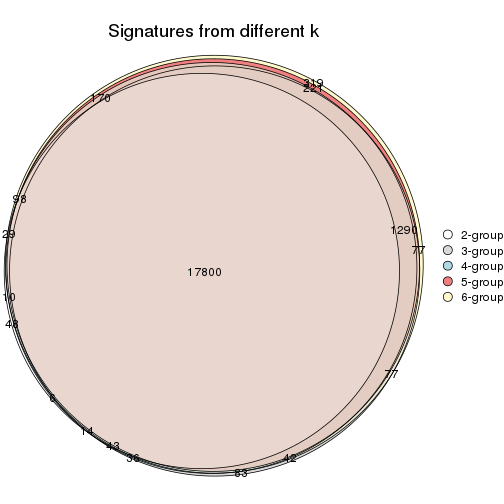 Signatures from different k
319
221
170
98
1290
29
77
17800
10
48
77
6
14
43
36
42
83
2-group
3-group
4-group
5-group
6-group